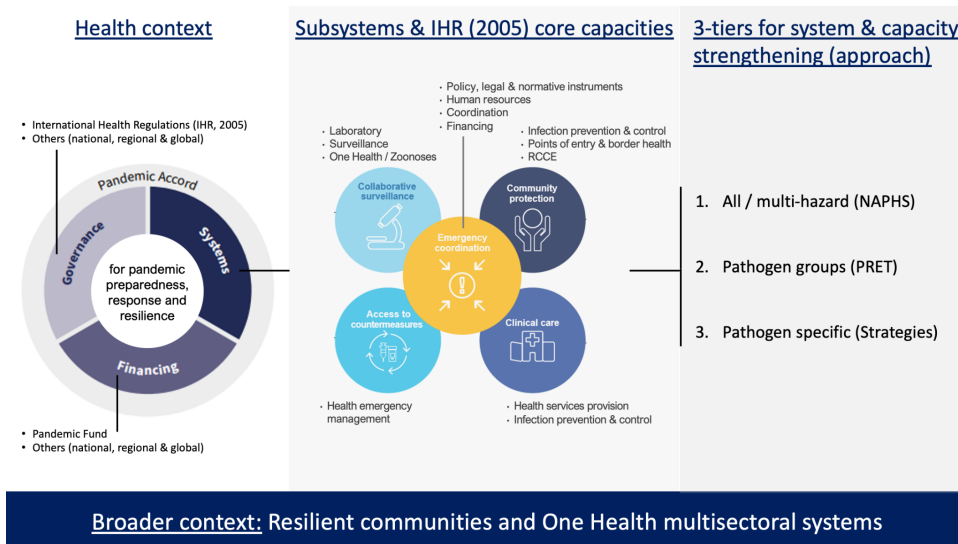 Health context
• International Health Regulations (IHR, 2005)
• Others (national, regional & global)
Pandemic Accord
Governance
Systems
Financing
for pandemic
preparedness,
response and
resilience
• Pandemic Fund
• Others (national, regional & global)
Subsystems & IHR (2005) core capacities
· Policy, legal & normative instruments
· Human resources
· Coordination
· Financing
· Laboratory
· Surveillance
· One Health / Zoonoses
· Infection prevention & control
· Points of entry & border health
· RCCE
Collaborative
surveillance
Community
protection
Emergency
coordination
Access to
countermeasures
Clinical care
· Health emergency
management
· Health services provision
· Infection prevention & control
3-tiers for system & capacity
strengthening (approach)
1. All / multi-hazard (NAPHS)
2. Pathogen groups (PRET)
3. Pathogen specific (Strategies)
Broader context: Resilient communities and One Health multisectoral systems